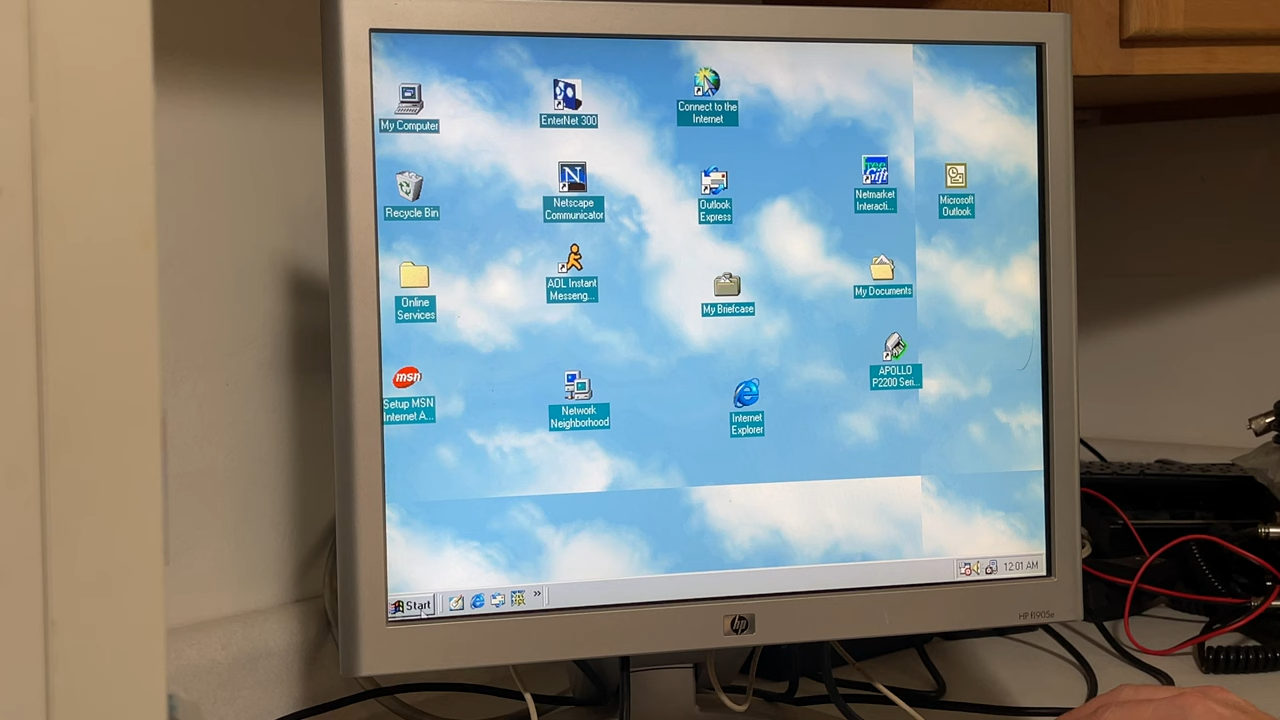 My Computer
EnterNet 300
Connect to the
Internet
Recycle Bin
N
Netscape
Communicator
Outlook
Express
Netmarket
Interacti...
Microsoft
Outlook
Online
Services
AOL Instant
Messeng...
My Briefcase
My Documents
msn
Setup MSN
Internet A...
Network
Neighborhood
Internet
Explorer
APOLLO
P2200 Seri...
Start
»
12:01 AM
hp